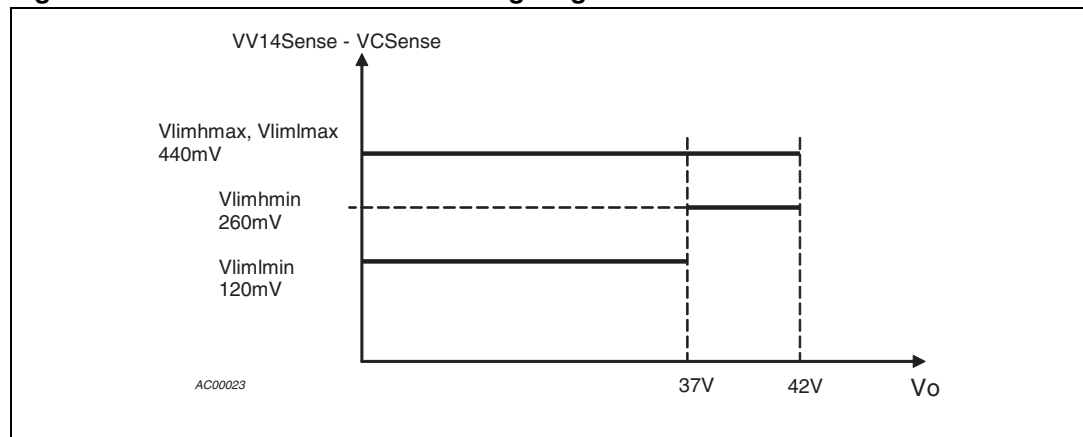 VV14Sense - VCSense
Vlimhmax, Vlimlmax
440mV
Vlimhmin
260mV
Vlimlmin
120mV
37V
42V
Vo
AC00023